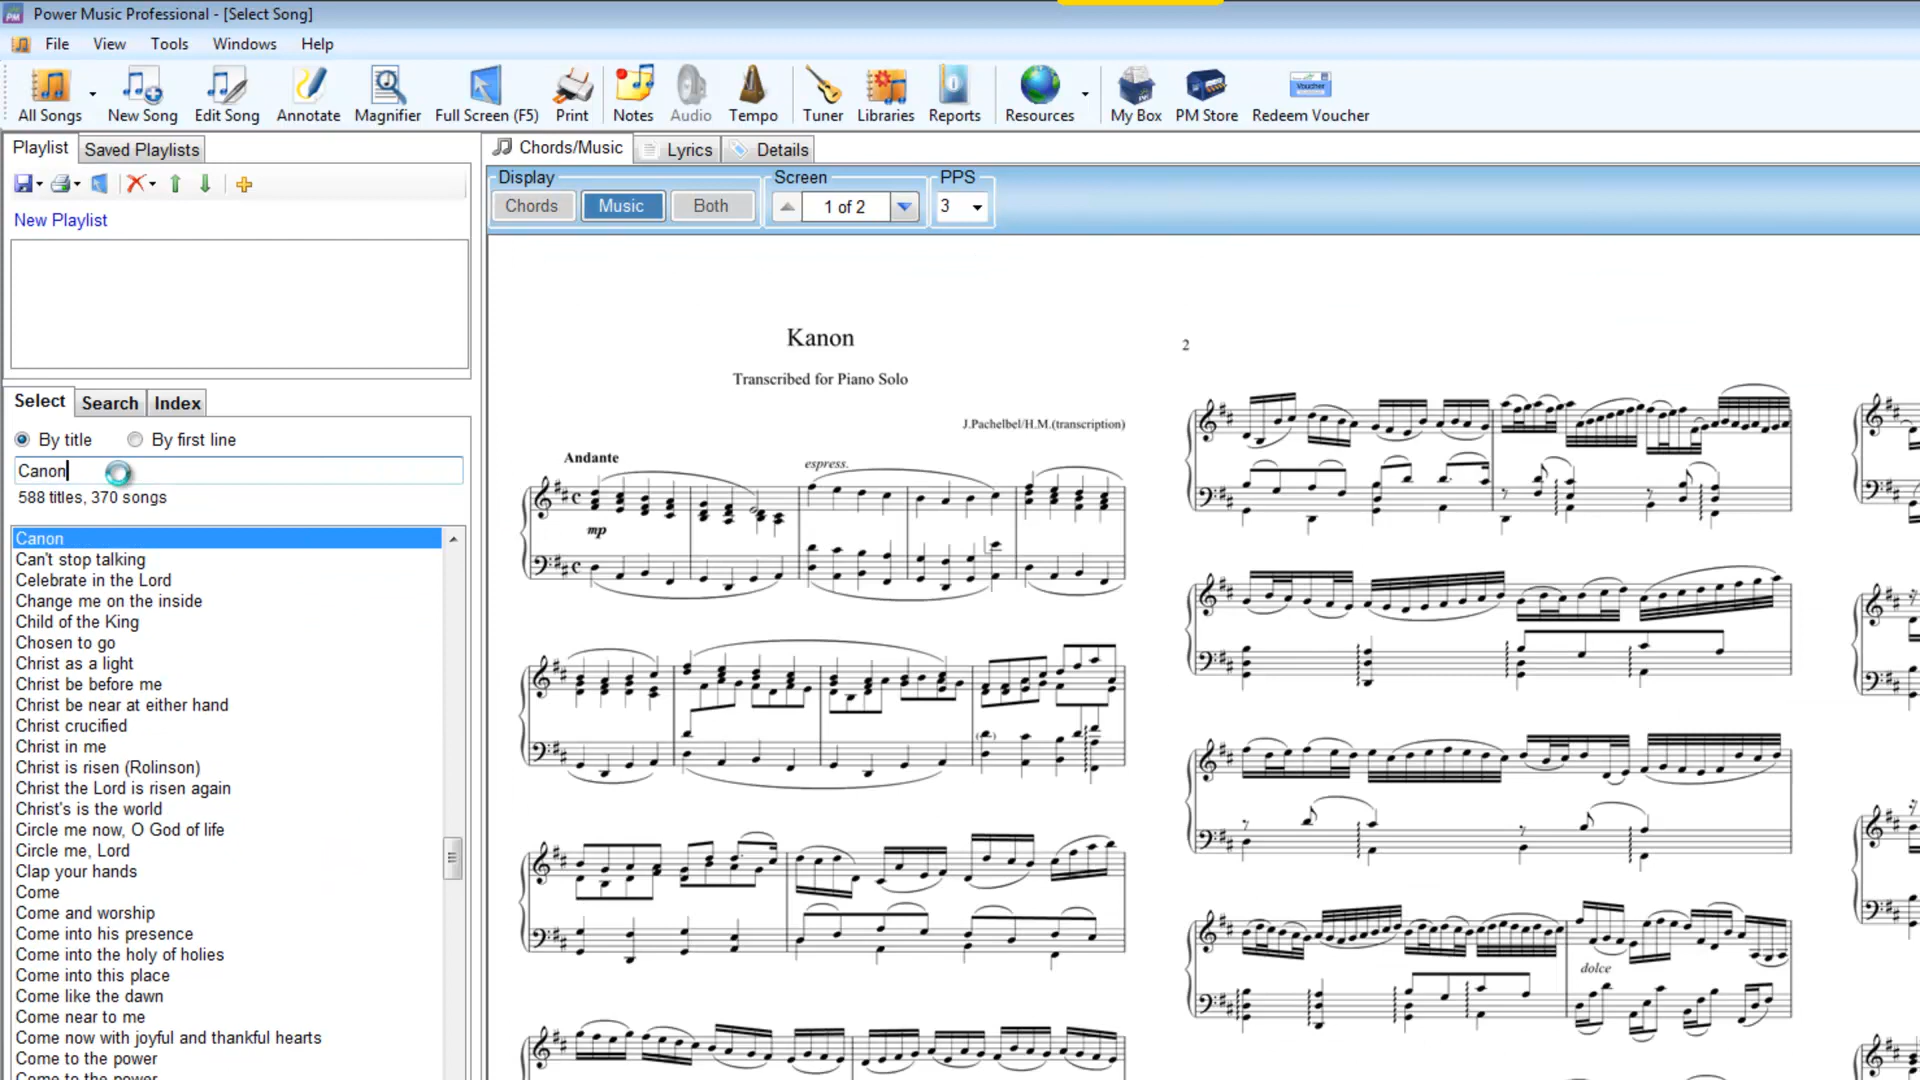 PM Power Music Professional - [Select Song]
File View Tools Windows Help
All Songs New Song Edit Song Annotate Magnifier Full Screen (F5) Print Notes Audio Tempo Tuner Libraries Reports Resources My Box PM Store Redeem Voucher
Voucher
Playlist Saved Playlists
New Playlist
Select Search Index
By title By first line
Canon
588 titles, 370 songs
Canon
Can't stop talking
Celebrate in the Lord
Change me on the inside
Child of the King
Chosen to go
Christ as a light
Christ be before me
Christ be near at either hand
Christ crucified
Christ in me
Christ is risen (Rolinson)
Christ the Lord is risen again
Christ's is the world
Circle me now, O God of life
Circle me, Lord
Clap your hands
Come
Come and worship
Come into his presence
Come into the holy of holies
Come into this place
Come like the dawn
Come near to me
Come now with joyful and thankful hearts
Come to the power
Come to the power
Chords/Music Lyrics Details
Display Screen PPS
Chords Music Both 1 of 2 3
Kanon
Transcribed for Piano Solo
J.Pachelbel/H.M.(transcription)
Andante
espress.
mp
2
dolce